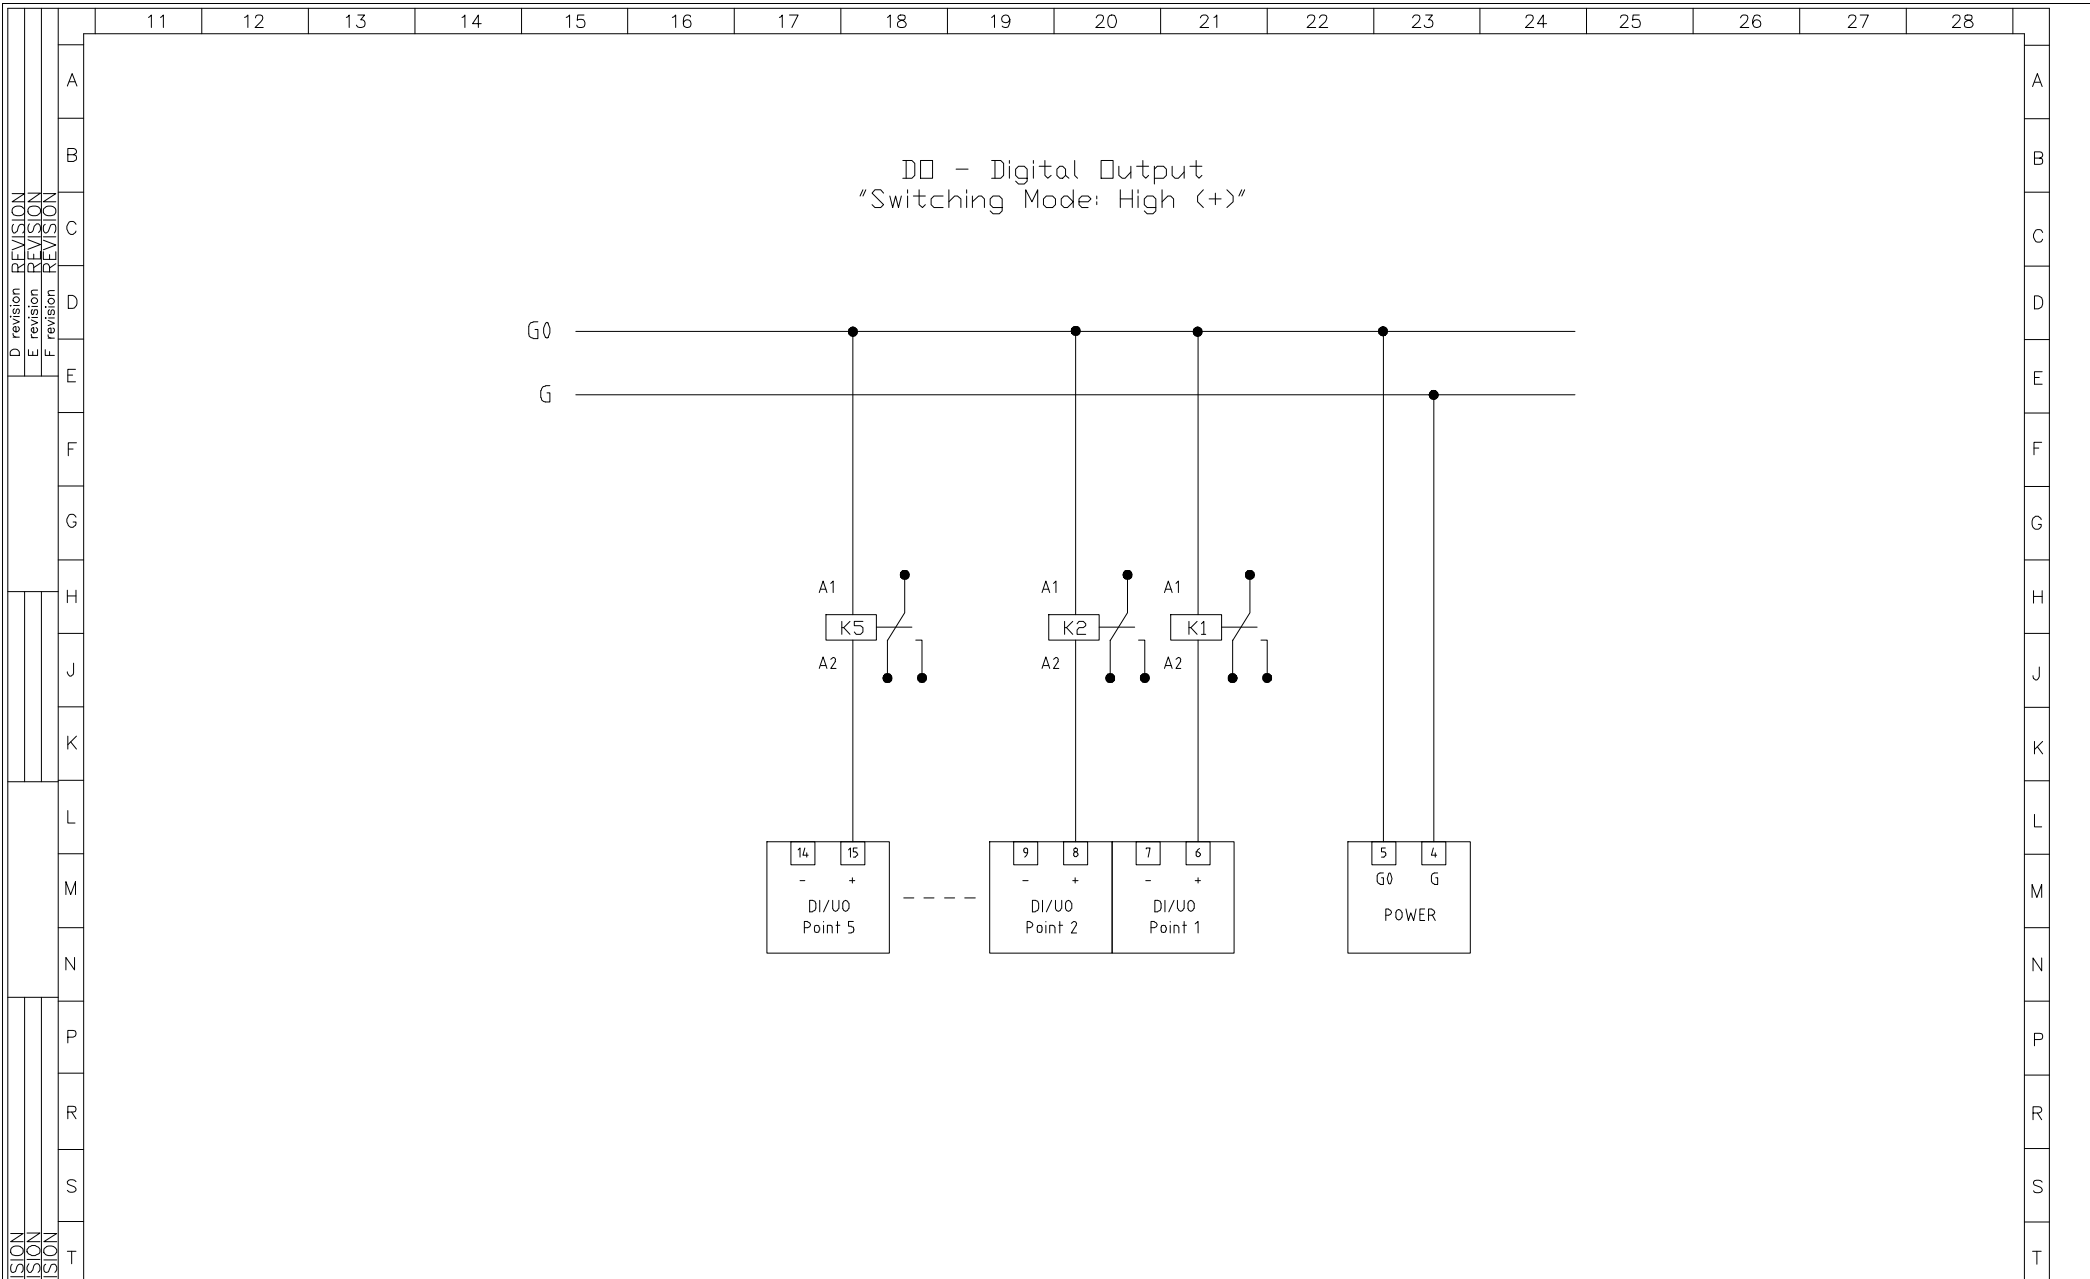 11 12 13 14 15 16 17 18 19 20 21 22 23 24 25 26 27 28
A A
B B
DO - Digital Output
"Switching Mode: High (+)"
C C
D revision REVISION
E revision REVISION
F revision REVISION
D D
G0
E E
G
F F
G G
A1 A1 A1
H H
K5 K2 K1
A2 A2 A2
J J
K K
L L
14 15 9 8 7 6 5 4
- + - + - + G0 G
M M
DI/UO DI/UO DI/UO POWER
Point 5 Point 2 Point 1
N N
P P
R R
S S
T T
ISION
ISION
ISION